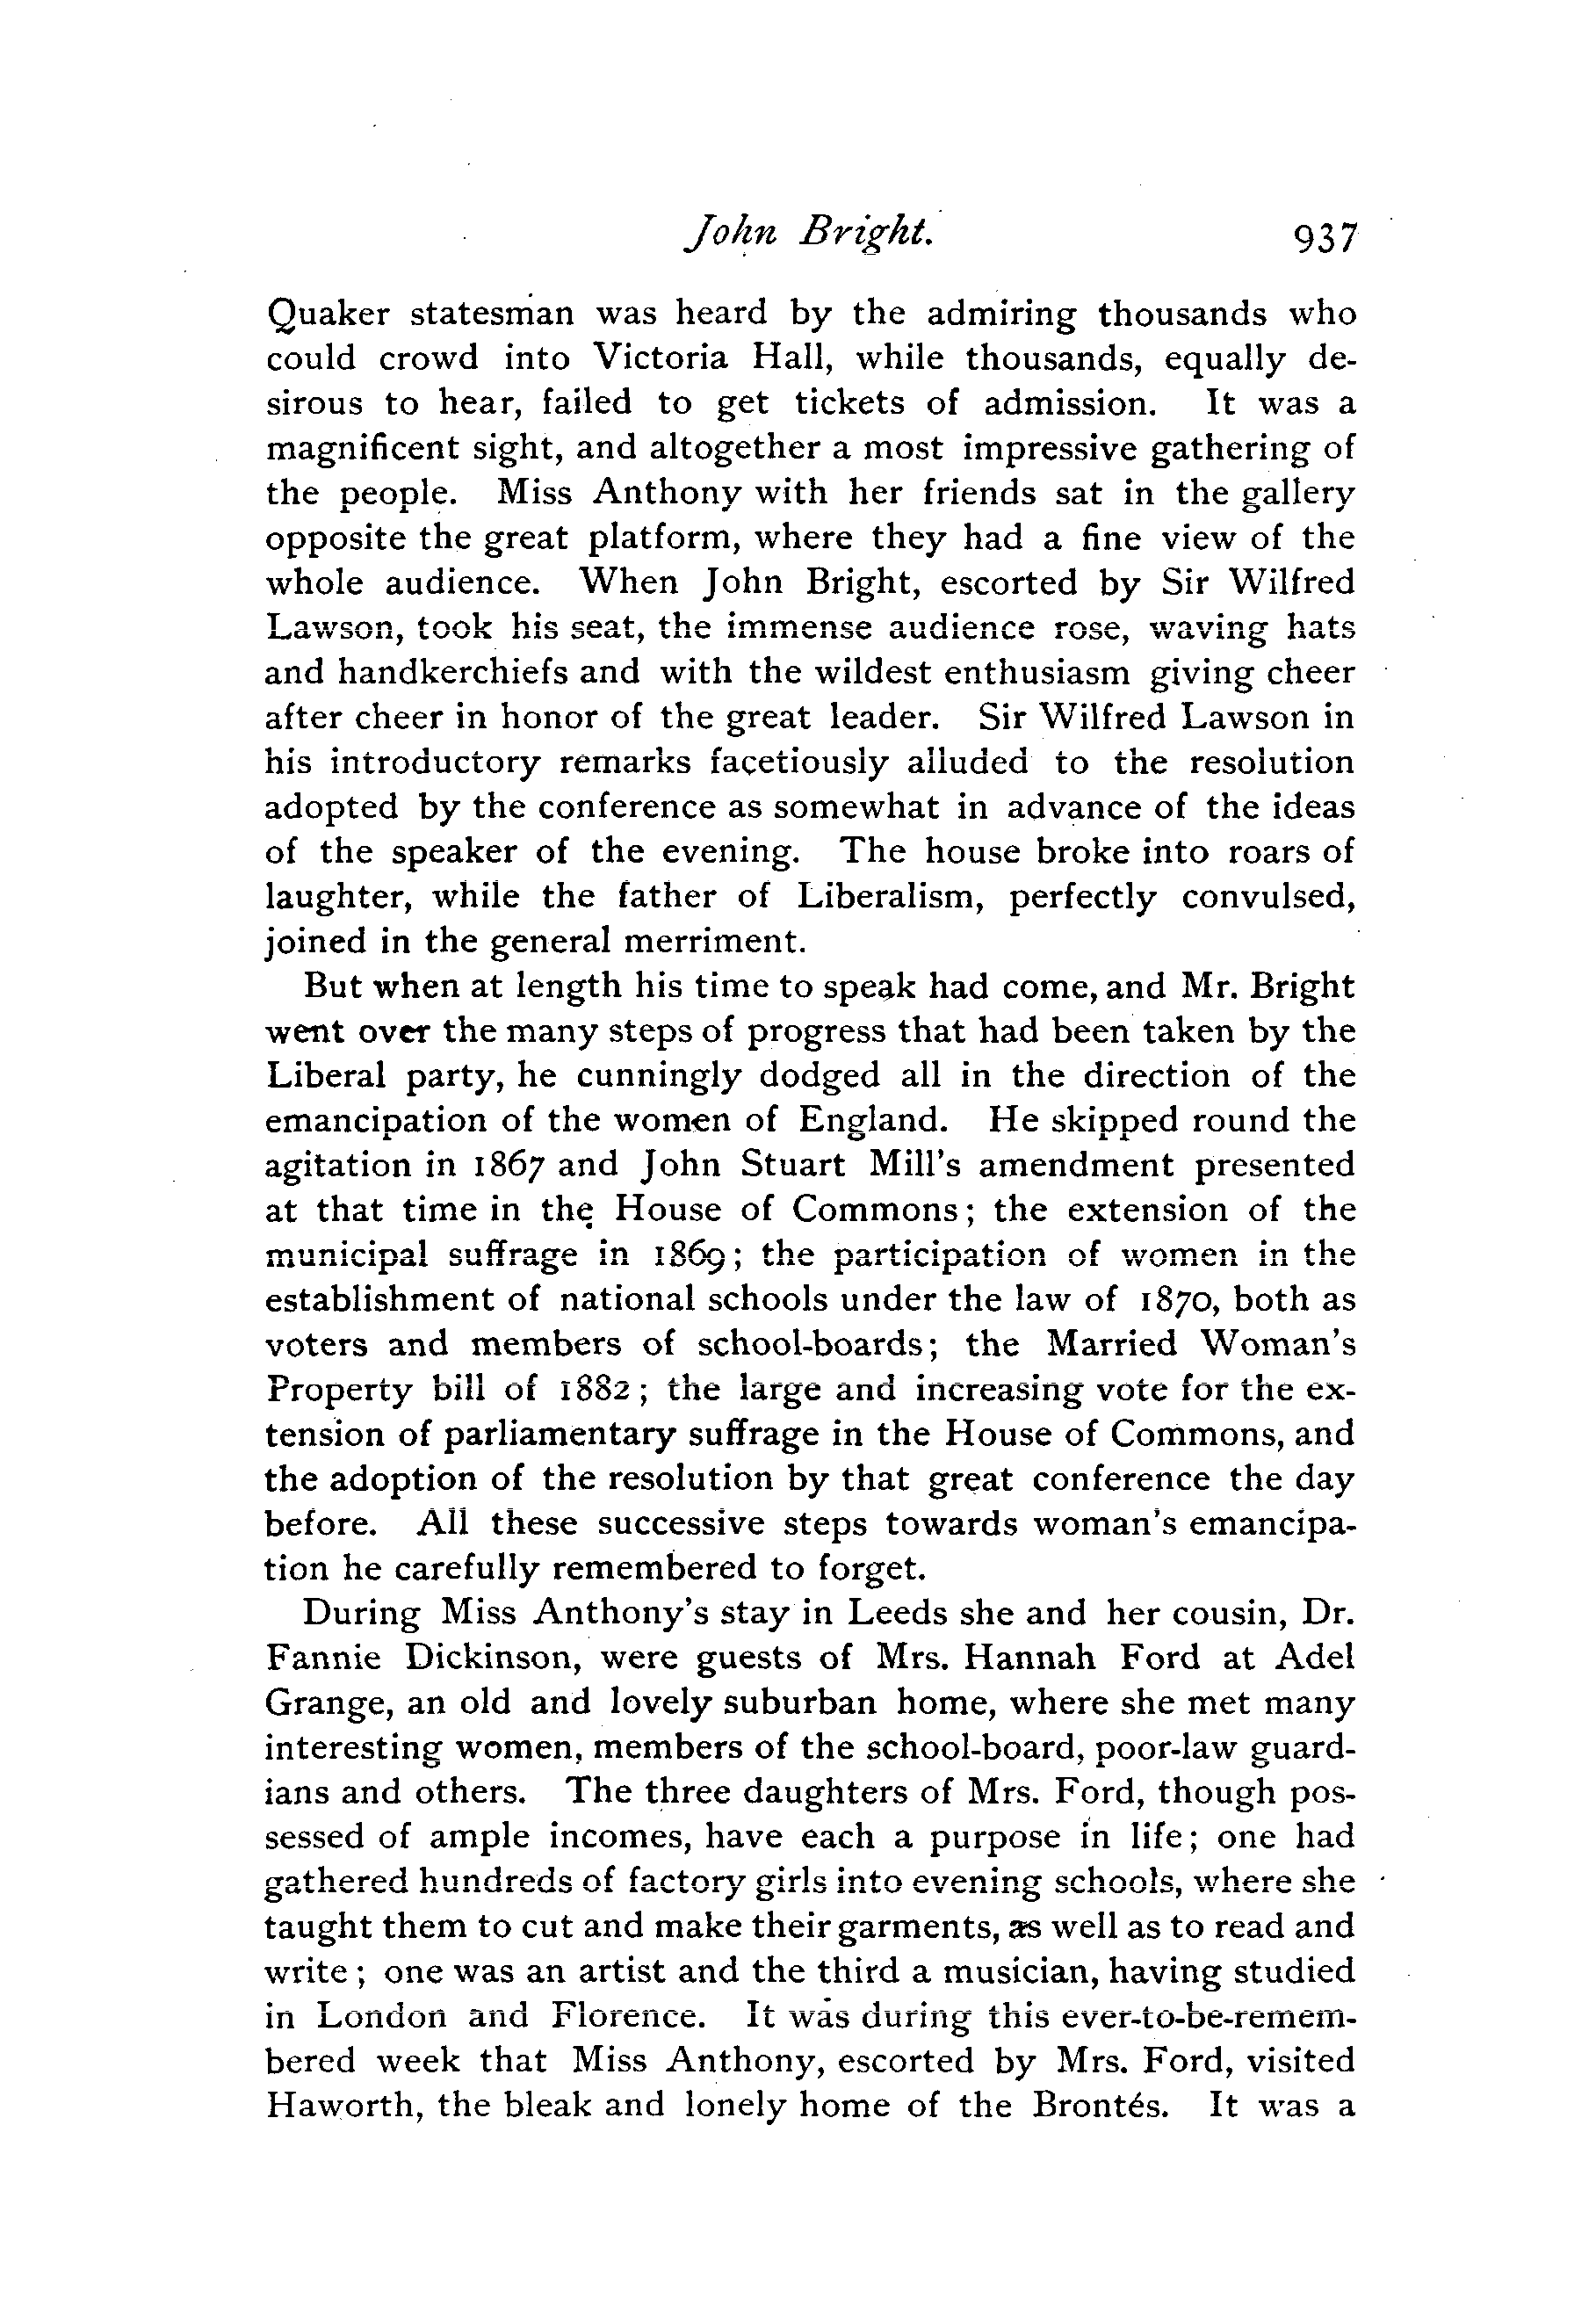 John Bright. 937
Quaker statesman was heard by the admiring thousands who
could crowd into Victoria Hall, while thousands, equally de-
sirous to hear, failed to get tickets of admission. It was a
magnificent sight, and altogether a most impressive gathering of
the people. Miss Anthony with her friends sat in the gallery
opposite the great platform, where they had a fine view of the
whole audience. When John Bright, escorted by Sir Wilfred
Lawson, took his seat, the immense audience rose, waving hats
and handkerchiefs and with the wildest enthusiasm giving cheer
after cheer in honor of the great leader. Sir Wilfred Lawson in
his introductory remarks facetiously alluded to the resolution
adopted by the conference as somewhat in advance of the ideas
of the speaker of the evening. The house broke into roars of
laughter, while the father of Liberalism, perfectly convulsed,
joined in the general merriment.
But when at length his time to speak had come, and Mr. Bright
went over the many steps of progress that had been taken by the
Liberal party, he cunningly dodged all in the direction of the
emancipation of the women of England. He skipped round the
agitation in 1867 and John Stuart Mill's amendment presented
at that time in the House of Commons; the extension of the
municipal suffrage in 1869; the participation of women in the
establishment of national schools under the law of 1870, both as
voters and members of school-boards; the Married Woman's
Property bill of 1882; the large and increasing vote for the ex-
tension of parliamentary suffrage in the House of Commons, and
the adoption of the resolution by that great conference the day
before. All these successive steps towards woman's emancipa-
tion he carefully remembered to forget.
During Miss Anthony's stay in Leeds she and her cousin, Dr.
Fannie Dickinson, were guests of Mrs. Hannah Ford at Adel
Grange, an old and lovely suburban home, where she met many
interesting women, members of the school-board, poor-law guard-
ians and others. The three daughters of Mrs. Ford, though pos-
sessed of ample incomes, have each a purpose in life; one had
gathered hundreds of factory girls into evening schools, where she
taught them to cut and make their garments, as well as to read and
write; one was an artist and the third a musician, having studied
in London and Florence. It was during this ever-to-be-remem-
bered week that Miss Anthony, escorted by Mrs. Ford, visited
Haworth, the bleak and lonely home of the Brontés. It was a